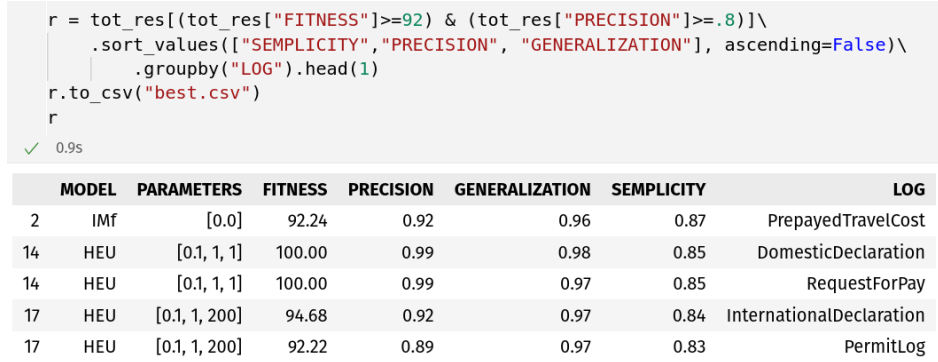 r = tot_res[(tot_res["FITNESS"]>=92) & (tot_res["PRECISION"]>=.8)]\
.sort_values(["SEMPLICITY","PRECISION", "GENERALIZATION"], ascending=False)\
.groupby("LOG").head(1)
r.to_csv("best.csv")
r
✓ 0.9s
MODEL PARAMETERS FITNESS PRECISION GENERALIZATION SEMPLICITY LOG
2 IMf [0.0] 92.24 0.92 0.96 0.87 PrepayedTravelCost
14 HEU [0.1, 1, 1] 100.00 0.99 0.98 0.85 DomesticDeclaration
14 HEU [0.1, 1, 1] 100.00 0.99 0.97 0.85 RequestForPay
17 HEU [0.1, 1, 200] 94.68 0.92 0.97 0.84 InternationalDeclaration
17 HEU [0.1, 1, 200] 92.22 0.89 0.97 0.83 PermitLog